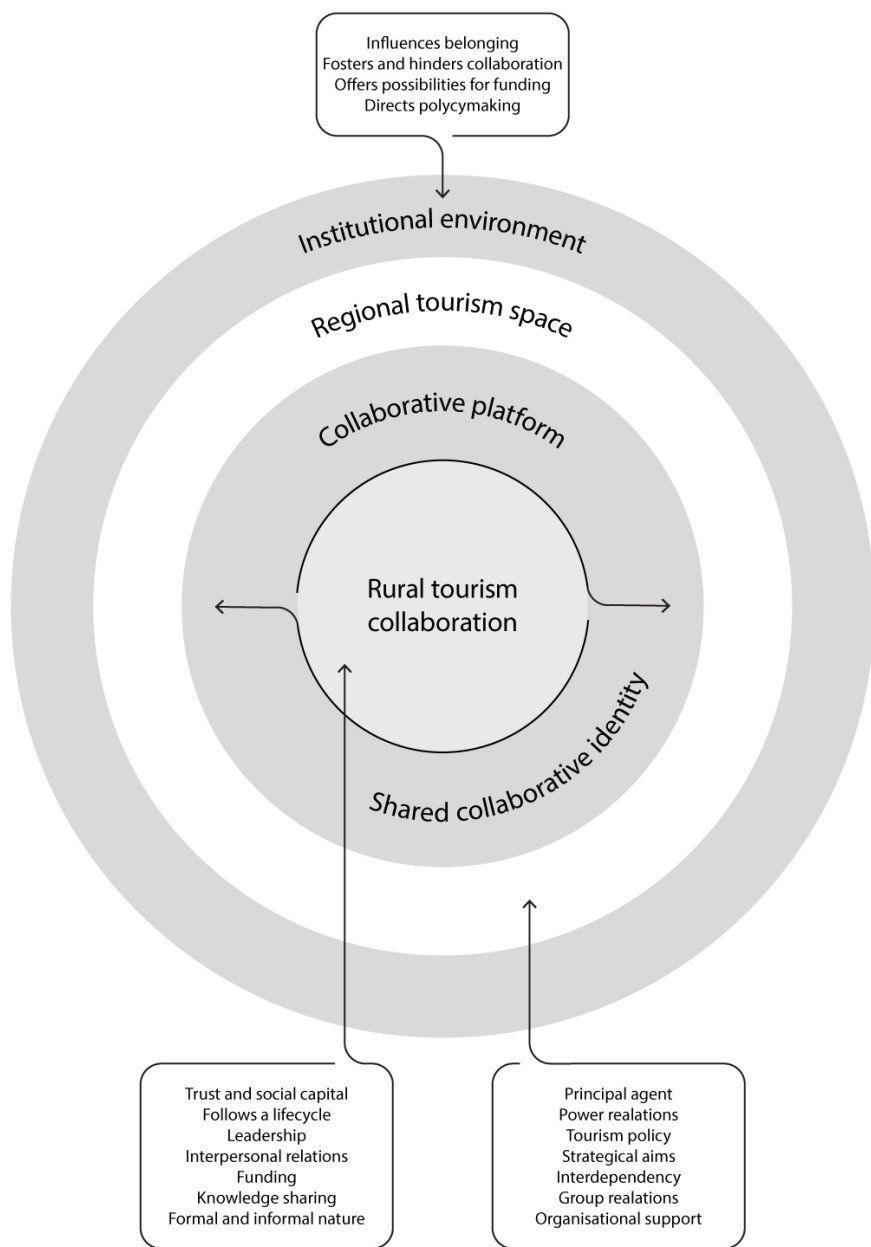 Influences belonging
Fosters and hinders collaboration
Offers possibilities for funding
Directs polycymaking
Institutional environment
Regional tourism space
Collaborative platform
Rural tourism
collaboration
Shared collaborative identity
Trust and social capital
Follows a lifecycle
Leadership
Interpersonal relations
Funding
Knowledge sharing
Formal and informal nature
Principal agent
Power realations
Tourism policy
Strategical aims
Interdependency
Group realations
Organisational support